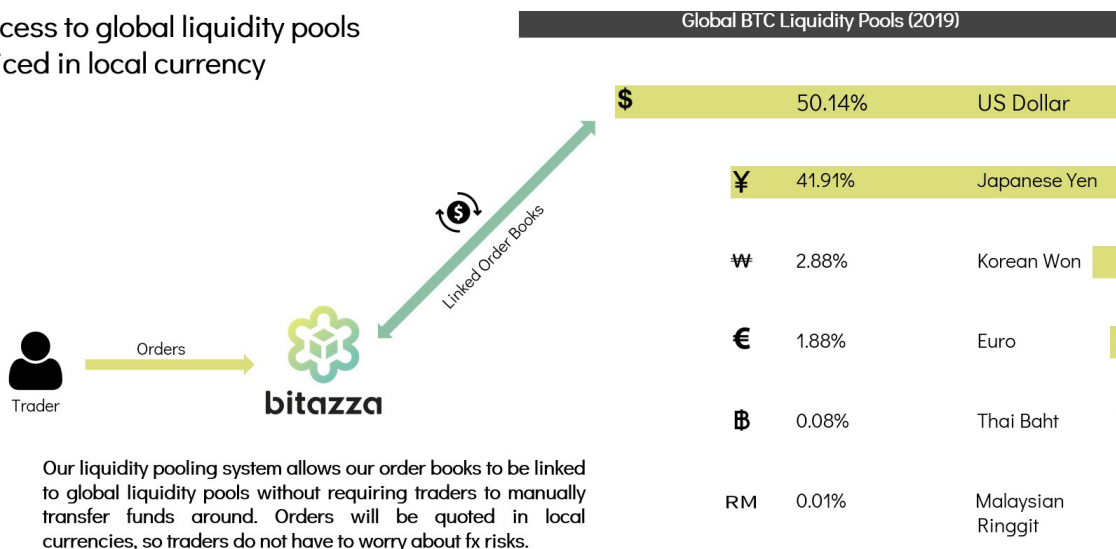 cess to global liquidity pools
iced in local currency
Global BTC Liquidity Pools (2019)
$ 50.14% US Dollar
¥ 41.91% Japanese Yen
₩ 2.88% Korean Won
€ 1.88% Euro
฿ 0.08% Thai Baht
RM 0.01% Malaysian
Ringgit
Linked Order Books
Orders
Trader
bitazza
Our liquidity pooling system allows our order books to be linked
to global liquidity pools without requiring traders to manually
transfer funds around. Orders will be quoted in local
currencies, so traders do not have to worry about fx risks.